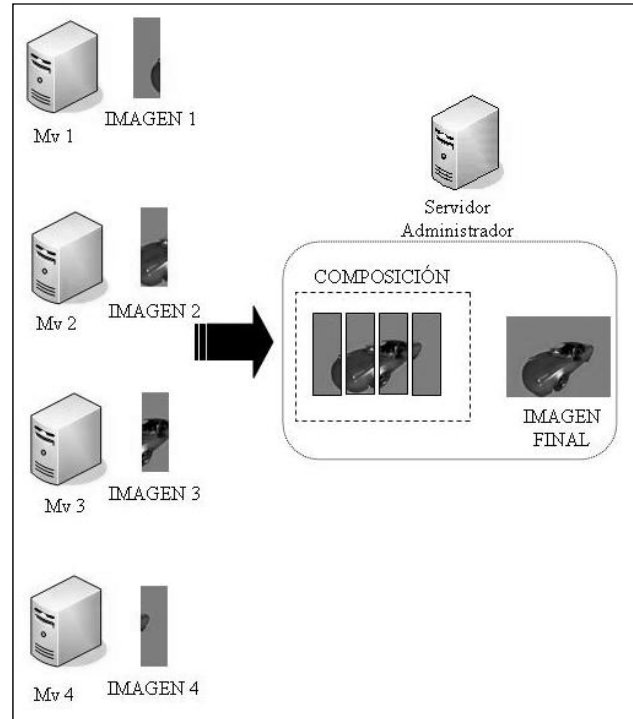 IMAGEN 1
Mv 1
Servidor
Administrador
COMPOSICIÓN
IMAGEN 2
Mv 2
IMAGEN
FINAL
IMAGEN 3
Mv 3
IMAGEN 4
Mv 4